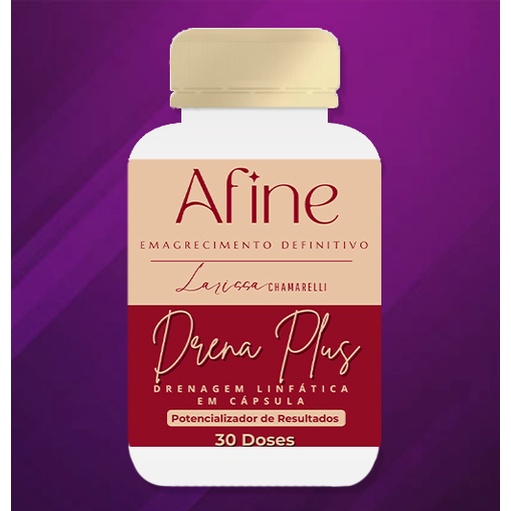 Afine
EMAGRECIMENTO DEFINITIVO
Larissa CHAMARELLI
Drena Plus
DRENAGEM LINFÁTICA
EM CÁPSULA
Potencializador de Resultados
30 Doses